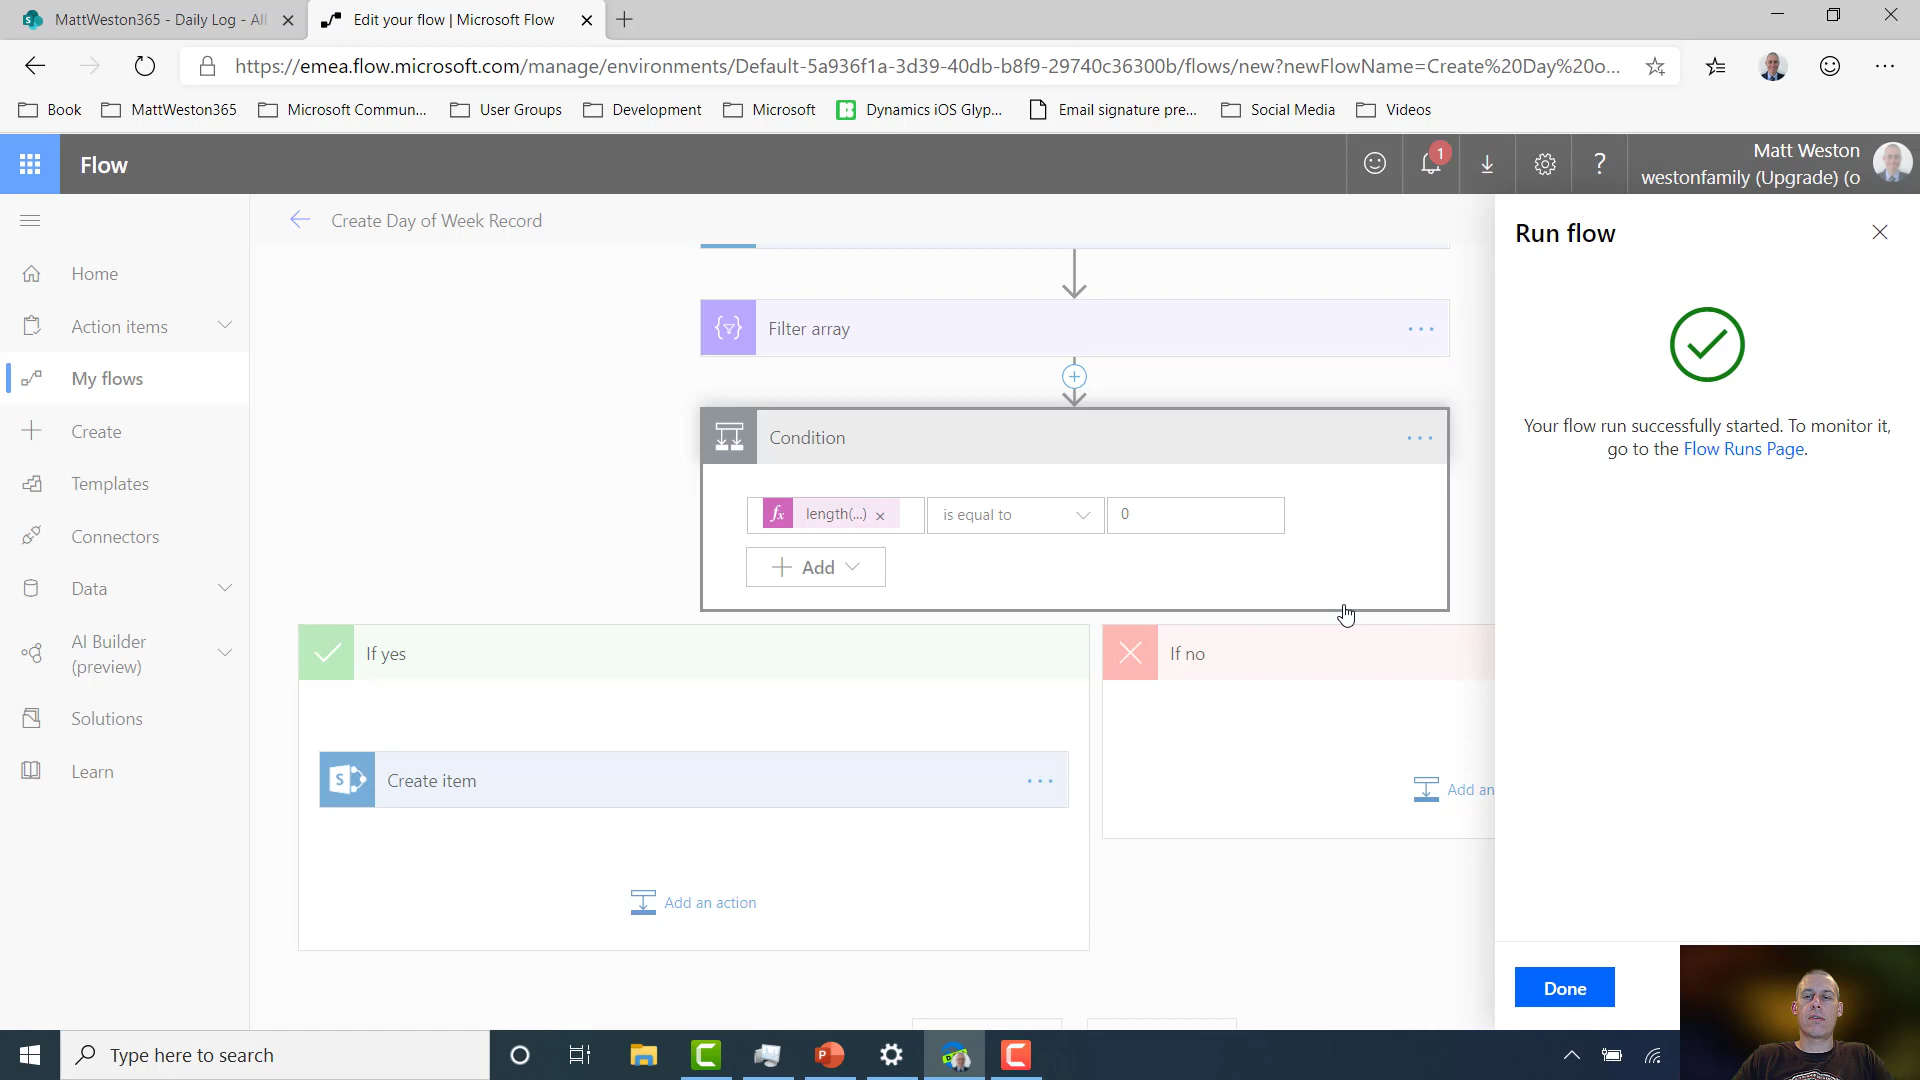 MattWeston365 - Daily Log - All
Edit your flow | Microsoft Flow
https://emea.flow.microsoft.com/manage/environments/Default-5a936f1a-3d39-40db-b8f9-29740c36300b/flows/new?newFlowName=Create%20Day%20o...
Book
MattWeston365
Microsoft Commun...
User Groups
Development
Microsoft
Dynamics iOS Glyp...
Email signature pre...
Social Media
Videos
Flow
1
?
Matt Weston
westonfamily (Upgrade) (o
Create Day of Week Record
Home
Action items
My flows
Create
Templates
Connectors
Data
AI Builder
(preview)
Solutions
Learn
Filter array
Condition
fx length(...)
is equal to
0
Add
If yes
Create item
Add an action
If no
Add an
Run flow
Your flow run successfully started. To monitor it,
go to the Flow Runs Page.
Done
Type here to search